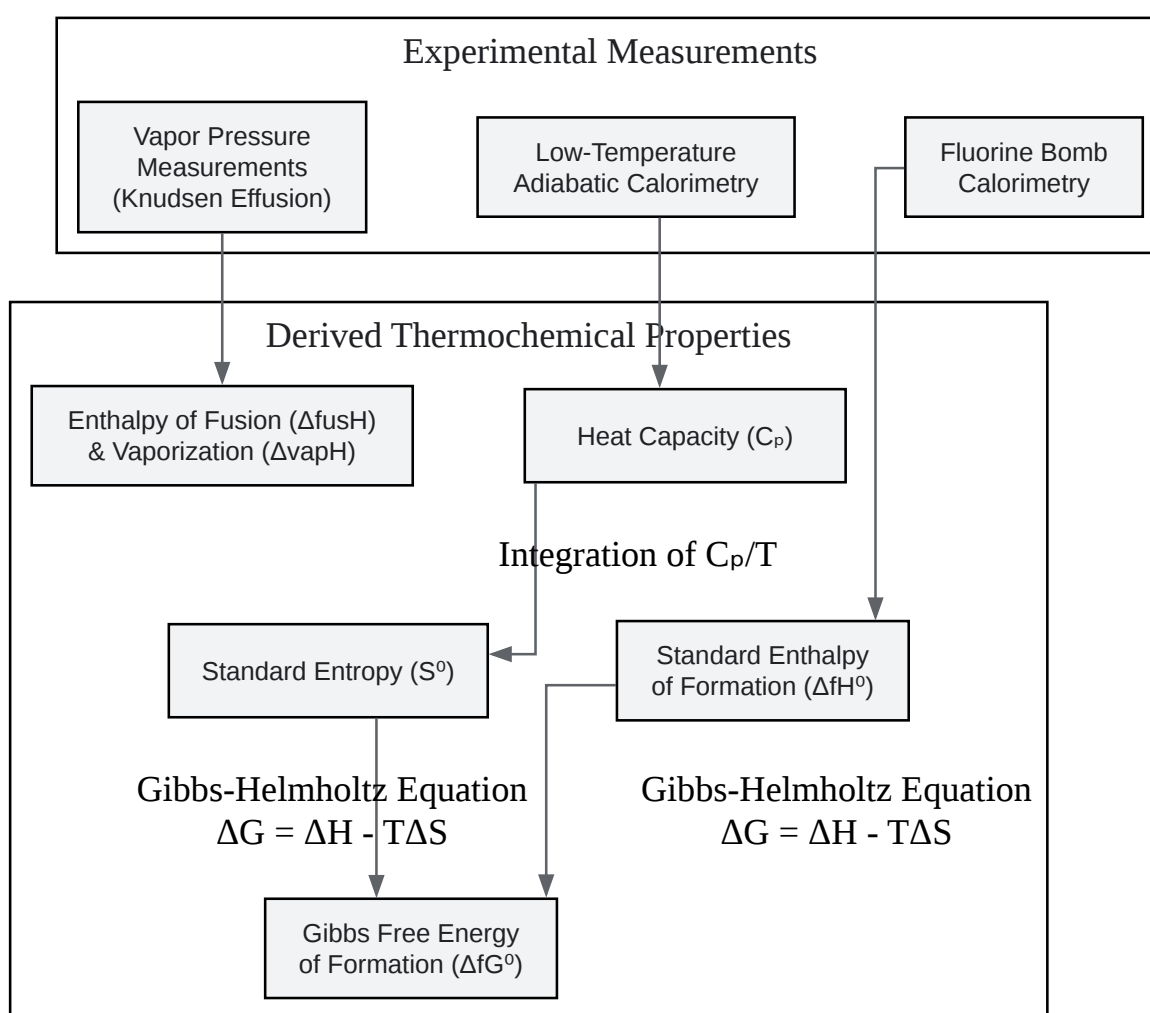 Experimental Measurements
Vapor Pressure
Measurements
(Knudsen Effusion)
Low-Temperature
Adiabatic Calorimetry
Fluorine Bomb
Calorimetry
Derived Thermochemical Properties
Enthalpy of Fusion (ΔfusH)
& Vaporization (ΔvapH)
Heat Capacity (Cₚ)
Integration of Cₚ/T
Standard Entropy (S⁰)
Standard Enthalpy
of Formation (ΔfH⁰)
Gibbs-Helmholtz Equation
ΔG = ΔH - TΔS
Gibbs-Helmholtz Equation
ΔG = ΔH - TΔS
Gibbs Free Energy
of Formation (ΔfG⁰)